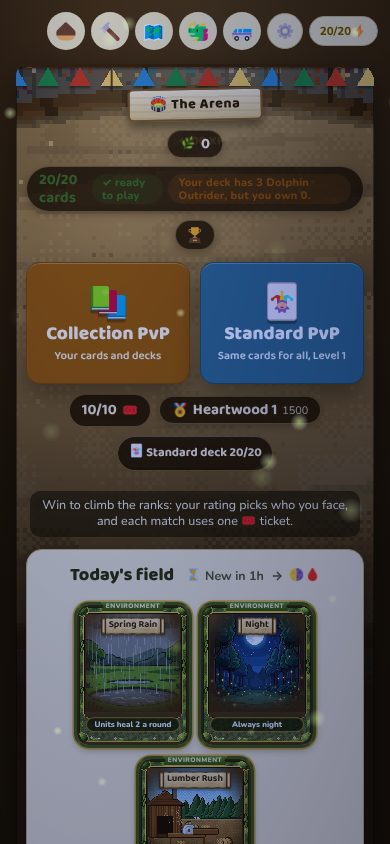 20/20
The Arena
0
20/20 cards
✓ ready to play
Your deck has 3 Dolphin Outrider, but you own 0.
Collection PvP
Your cards and decks
Standard PvP
Same cards for all, Level 1
10/10
Heartwood 1 1500
Standard deck 20/20
Win to climb the ranks: your rating picks who you face,
and each match uses one ticket.
Today's field
New in 1h →
ENVIRONMENT
Spring Rain
Units heal 2 a round
ENVIRONMENT
Night
Always night
ENVIRONMENT
Lumber Rush